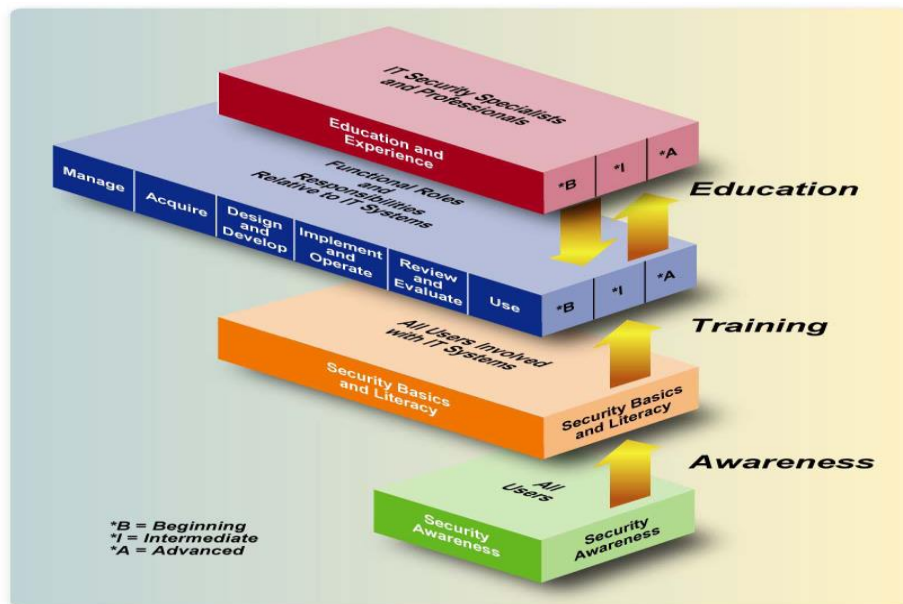 IT Security Specialists
and Professionals
Education and
Experience
*B
*I
*A
Education
Functional Roles
and
Responsibilities
Relative to IT Systems
Manage
Acquire
Design
and
Develop
Implement
and
Operate
Review
and
Evaluate
Use
*B
*I
*A
Training
All Users Involved
with IT Systems
Security Basics
and Literacy
Security Basics
and Literacy
Awareness
All
Users
Security
Awareness
Security
Awareness
*B = Beginning
*I = Intermediate
*A = Advanced